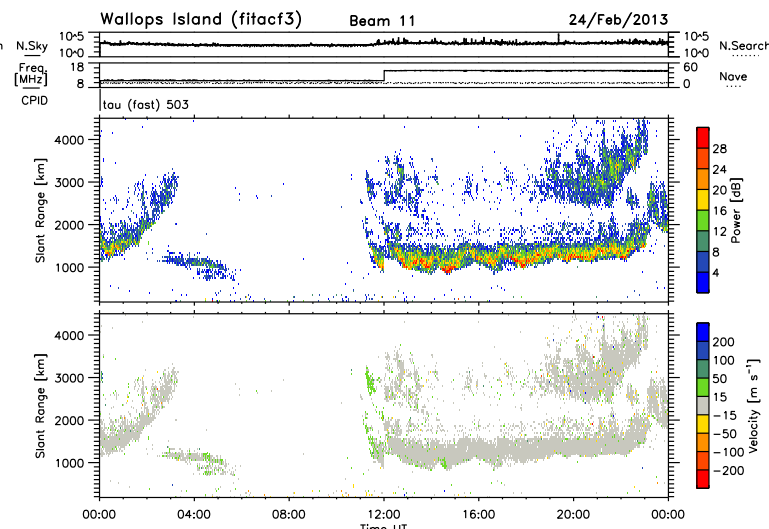 Wallops Island (fitacf3) Beam 11 24/Feb/2013
N.Sky 10^5 10^0 10^5 10^0 N.Search
Freq. [MHz] 18 8 60 0 Nave
CPID tau (fast) 503
Slant Range [km] 4000 3000 2000 1000
28 24 20 16 12 8 4 Power [dB]
Slant Range [km] 4000 3000 2000 1000
200 100 50 15 -15 -50 -100 -200 Velocity [m s⁻¹]
00:00 04:00 08:00 12:00 16:00 20:00 00:00
Time UT